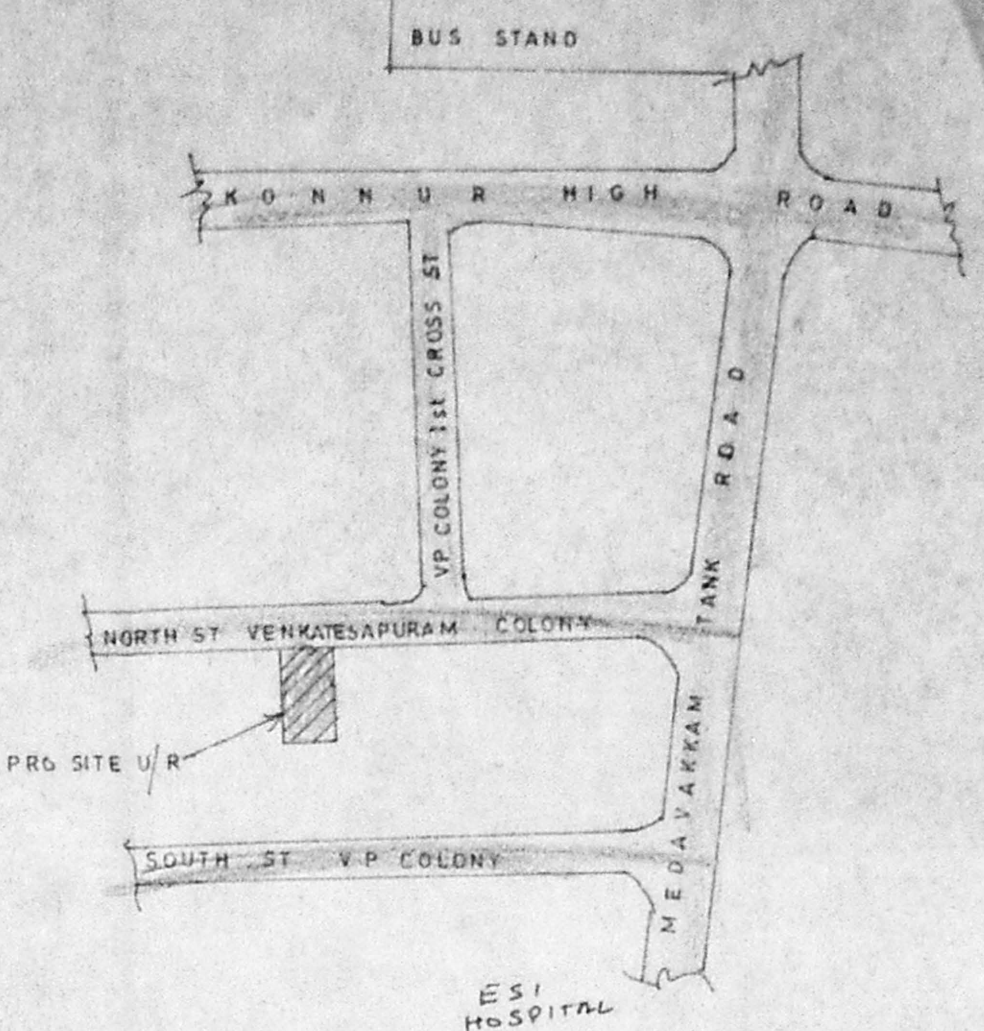 BUS STAND
KONNUR HIGH ROAD
VP COLONY 1st CROSS ST
MEDAVAKKAM TANK ROAD
NORTH ST VENKATESAPURAM COLONY
PRO SITE U/R
SOUTH ST V P COLONY
ESI
HOSPITAL